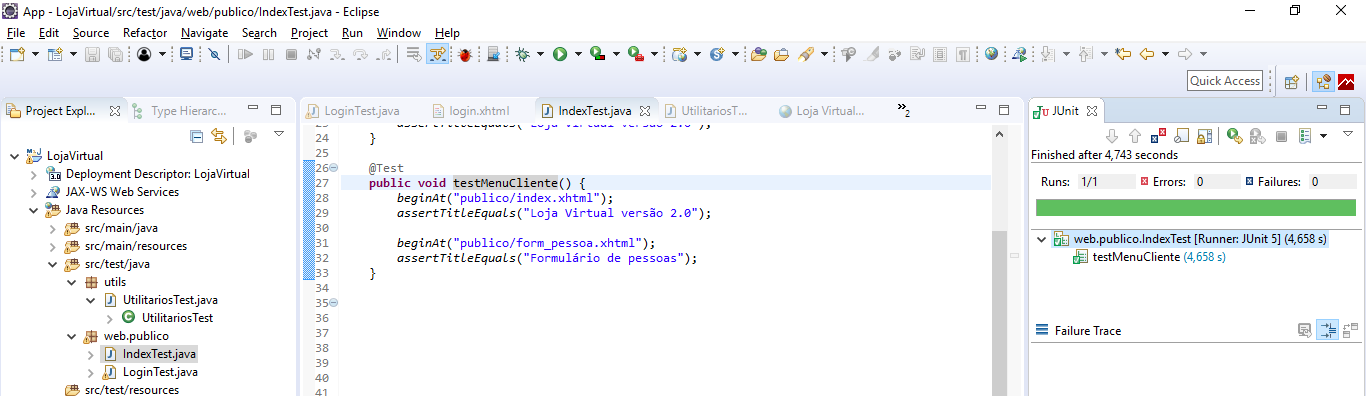 App - LojaVirtual/src/test/java/web/publico/IndexTest.java - Eclipse
File Edit Source Refactor Navigate Search Project Run Window Help
Quick Access
Project Expl...
Type Hierarc...
LojaVirtual
Deployment Descriptor: LojaVirtual
JAX-WS Web Services
Java Resources
src/main/java
src/main/resources
src/test/java
utils
UtilitariosTest.java
UtilitariosTest
web.publico
IndexTest.java
LoginTest.java
src/test/resources
LoginTest.java login.xhtml IndexTest.java UtilitariosT... Loja Virtual... »2
23 assertTitleEquals("Loja Virtual versão 2.0");
24 }
25
26 @Test
27 public void testMenuCliente() {
28 beginAt("publico/index.xhtml");
29 assertTitleEquals("Loja Virtual versão 2.0");
30
31 beginAt("publico/form_pessoa.xhtml");
32 assertTitleEquals("Formulário de pessoas");
33 }
34
35
36
37
38
39
40
41
JUnit
Finished after 4,743 seconds
Runs: 1/1 Errors: 0 Failures: 0
web.publico.IndexTest [Runner: JUnit 5] (4,658 s)
testMenuCliente (4,658 s)
Failure Trace